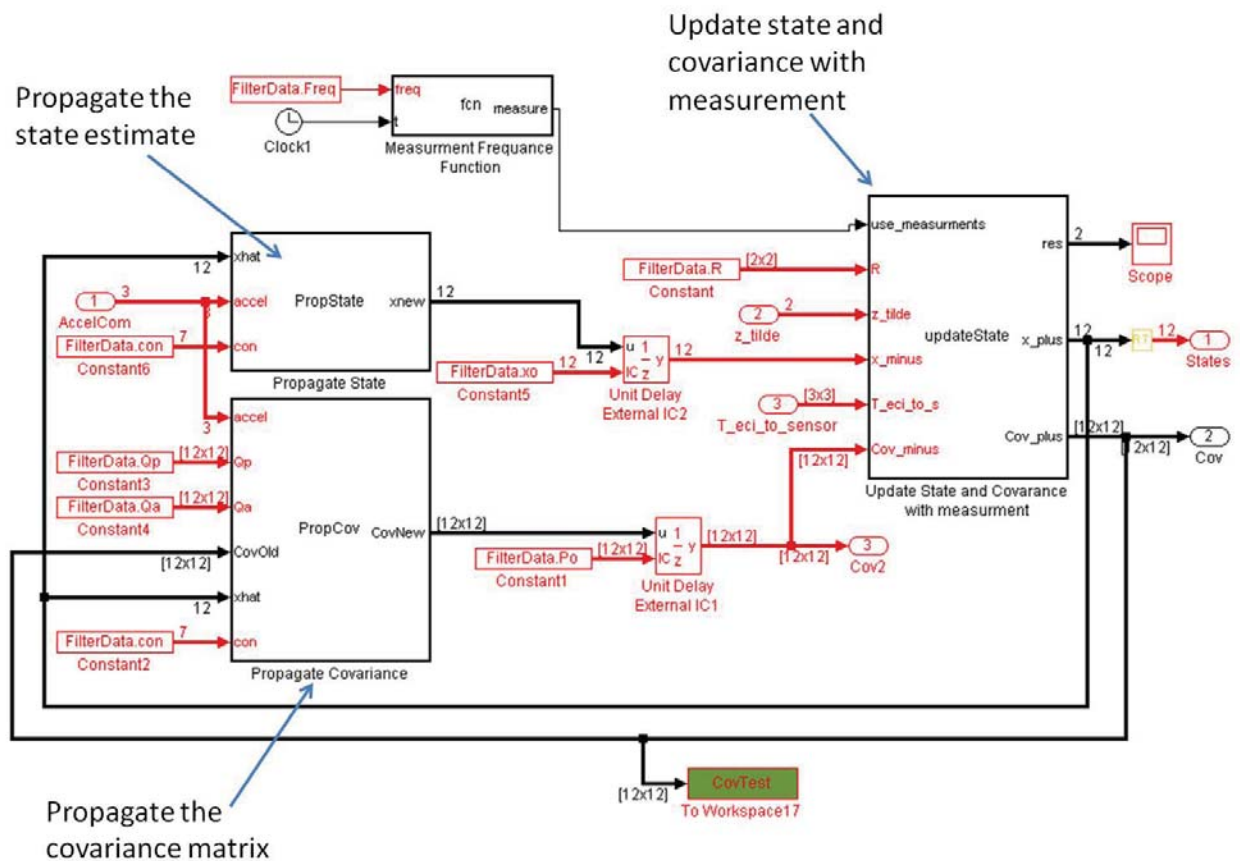 Update state and
covariance with
measurement
Propagate the
state estimate
FilterData.Freq
freq
fcn
measure
t
Clock1
Measurment Frequance
Function
use_measurments
res
2
Scope
FilterData.R
[2x2]
R
Constant
xhat
12
PropState
xnew
12
accel
1
3
AccelCom
FilterData.con
7
con
Constant6
Propagate State
2
2
z_tilde
z_tilde
updateState
x_plus
12
12
RT
12
1
States
u
12
1
z
y
IC
12
x_minus
FilterData.xo
12
Constant5
Unit Delay
External IC2
3
[3x3]
T_eci_to_s
T_eci_to_sensor
accel
3
Cov_plus
[12x12]
[12x12]
2
Cov
Cov_minus
[12x12]
Update State and Covarance
with measurment
FilterData.Qp
[12x12]
Qp
Constant3
FilterData.Qa
[12x12]
Qa
Constant4
PropCov
CovNew
[12x12]
CovOld
[12x12]
u
1
z
y
IC
[12x12]
[12x12]
3
Cov2
FilterData.Po
[12x12]
Constant1
Unit Delay
External IC1
xhat
12
FilterData.con
7
con
Constant2
Propagate Covariance
[12x12]
CovTest
To Workspace17
Propagate the
covariance matrix